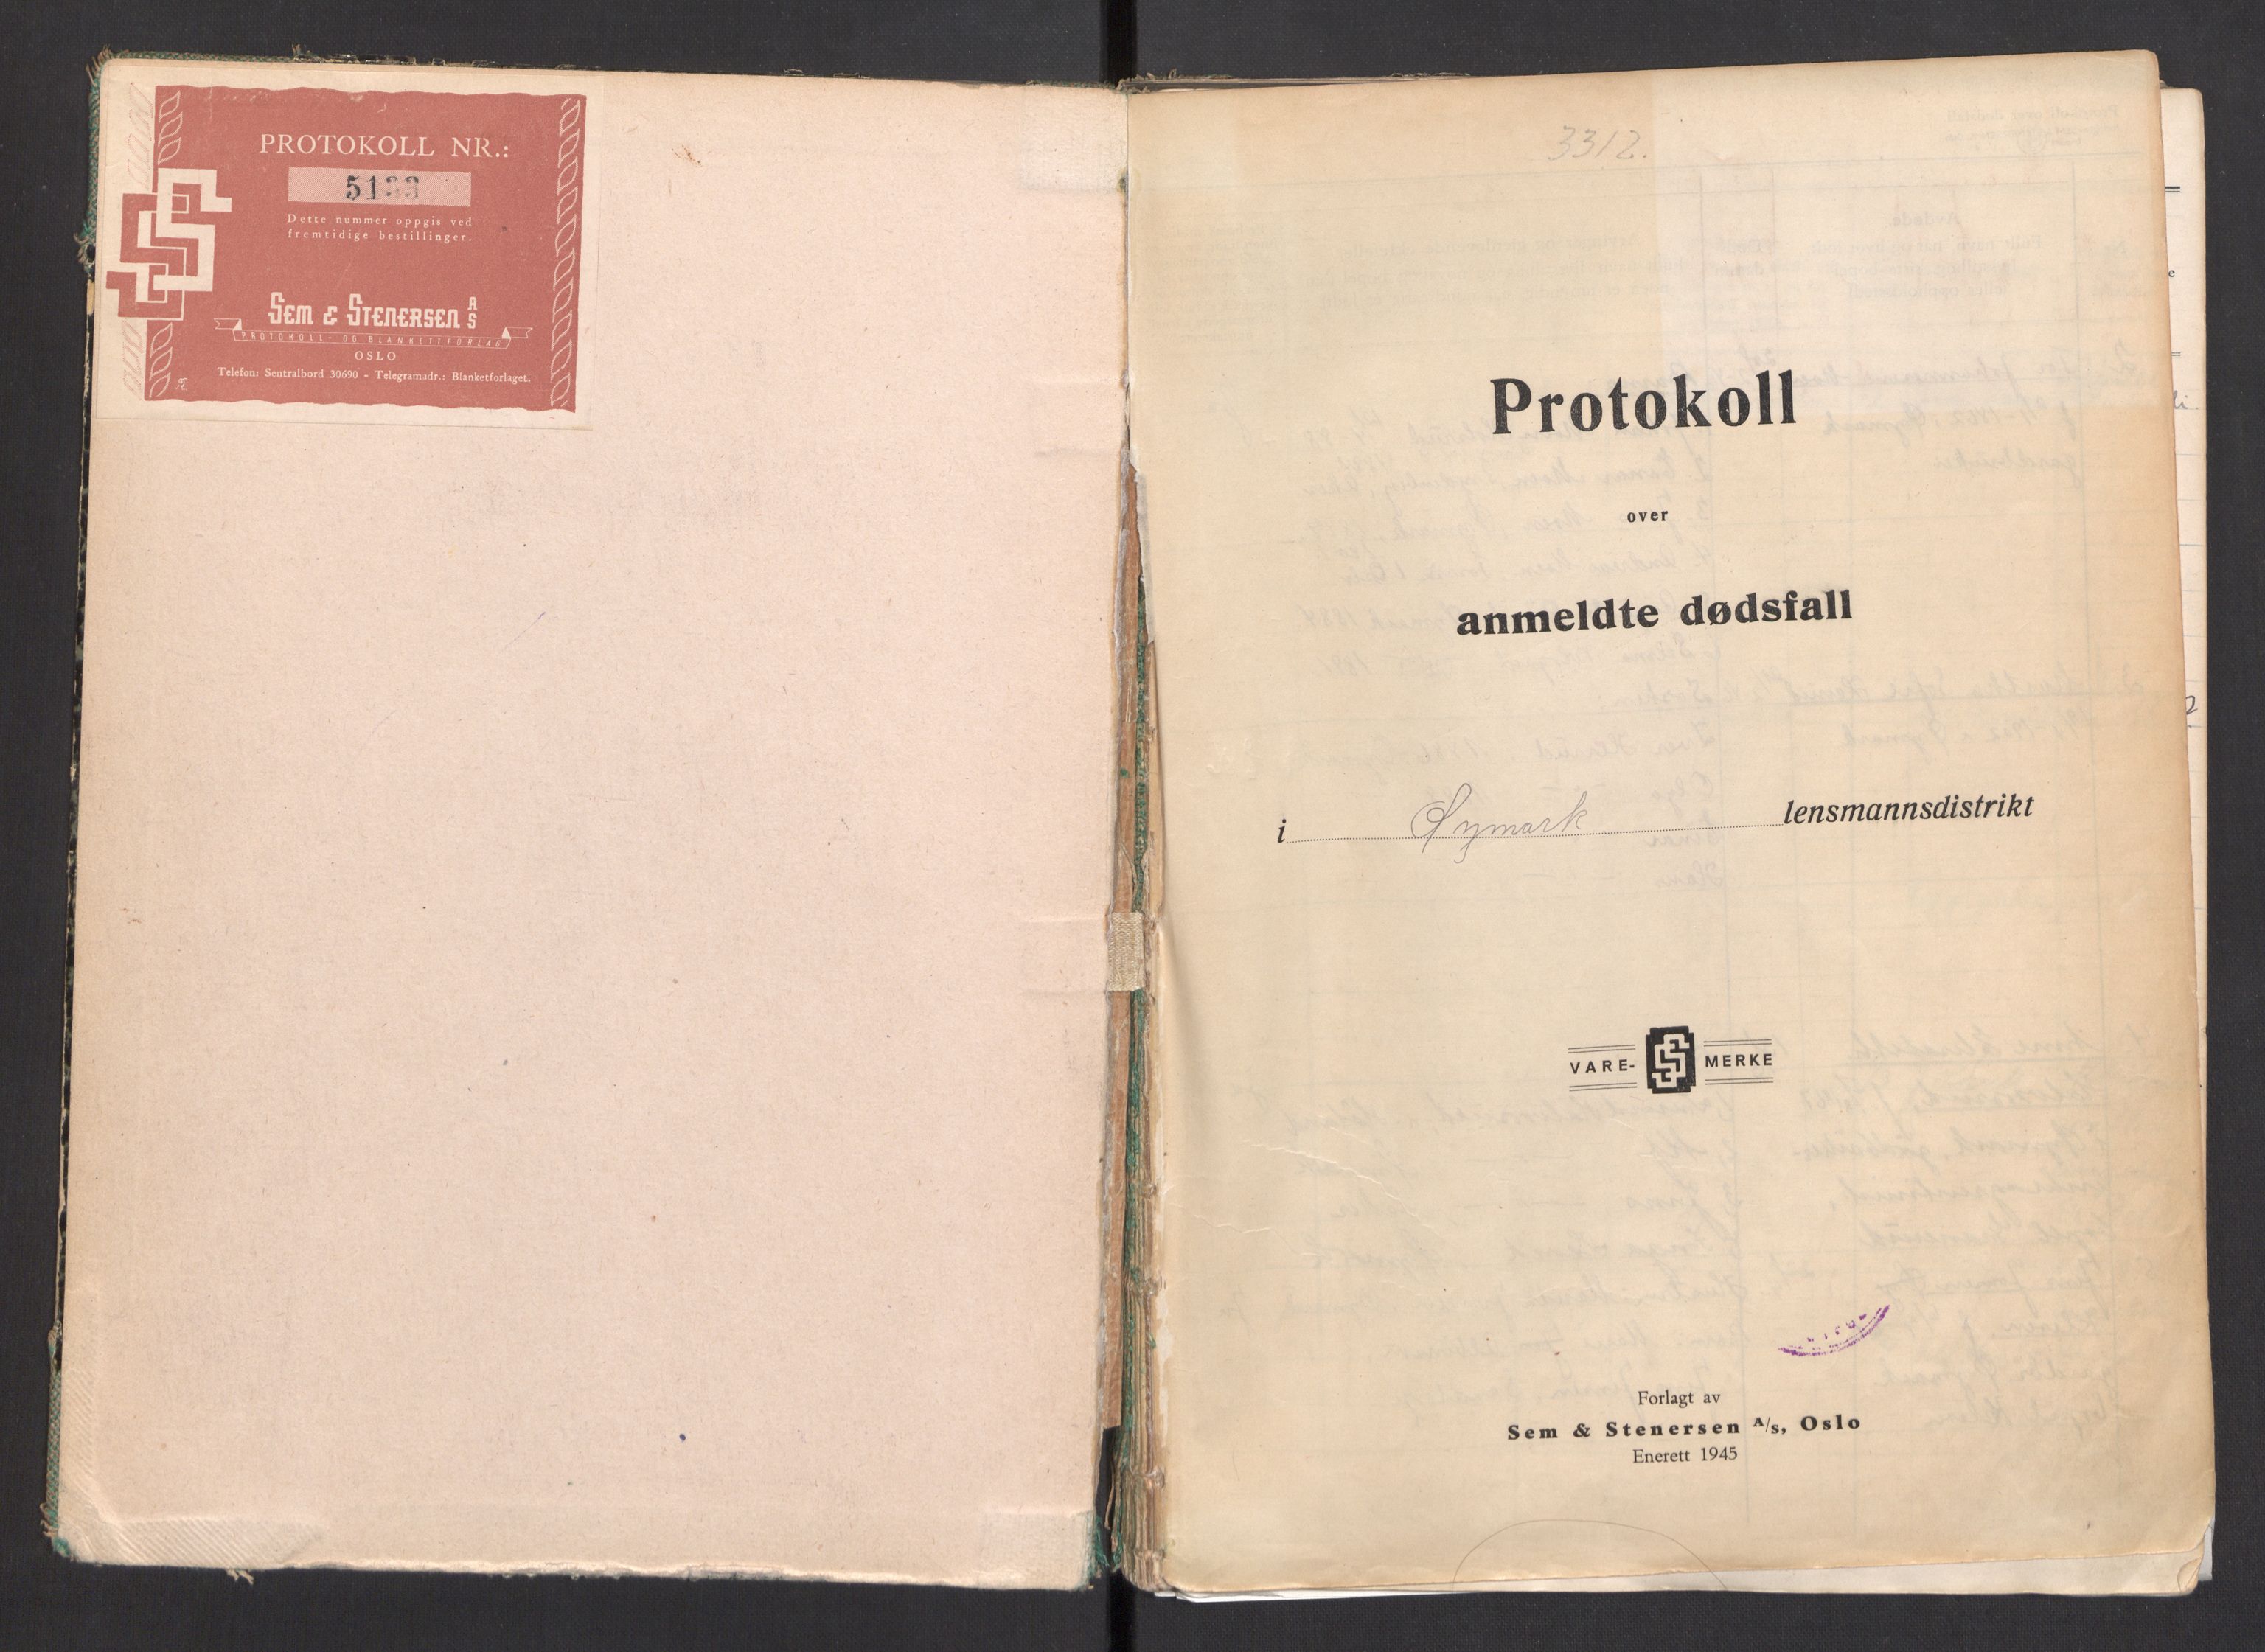 PROTOKOLL NR.:
5133
Dette nummer oppgis ved
fremtidige bestillinger.
SEM & STENERSEN A/S
PROTOKOLL- OG BLANKETTFORLAG
OSLO
Telefon: Sentralbord 30690 - Telegramadr.: Blanketforlaget.
3312.
Protokoll
over
anmeldte dødsfall
i Øymark lensmannsdistrikt
VARE- MERKE
Forlagt av
Sem & Stenersen A/s, Oslo
Enerett 1945